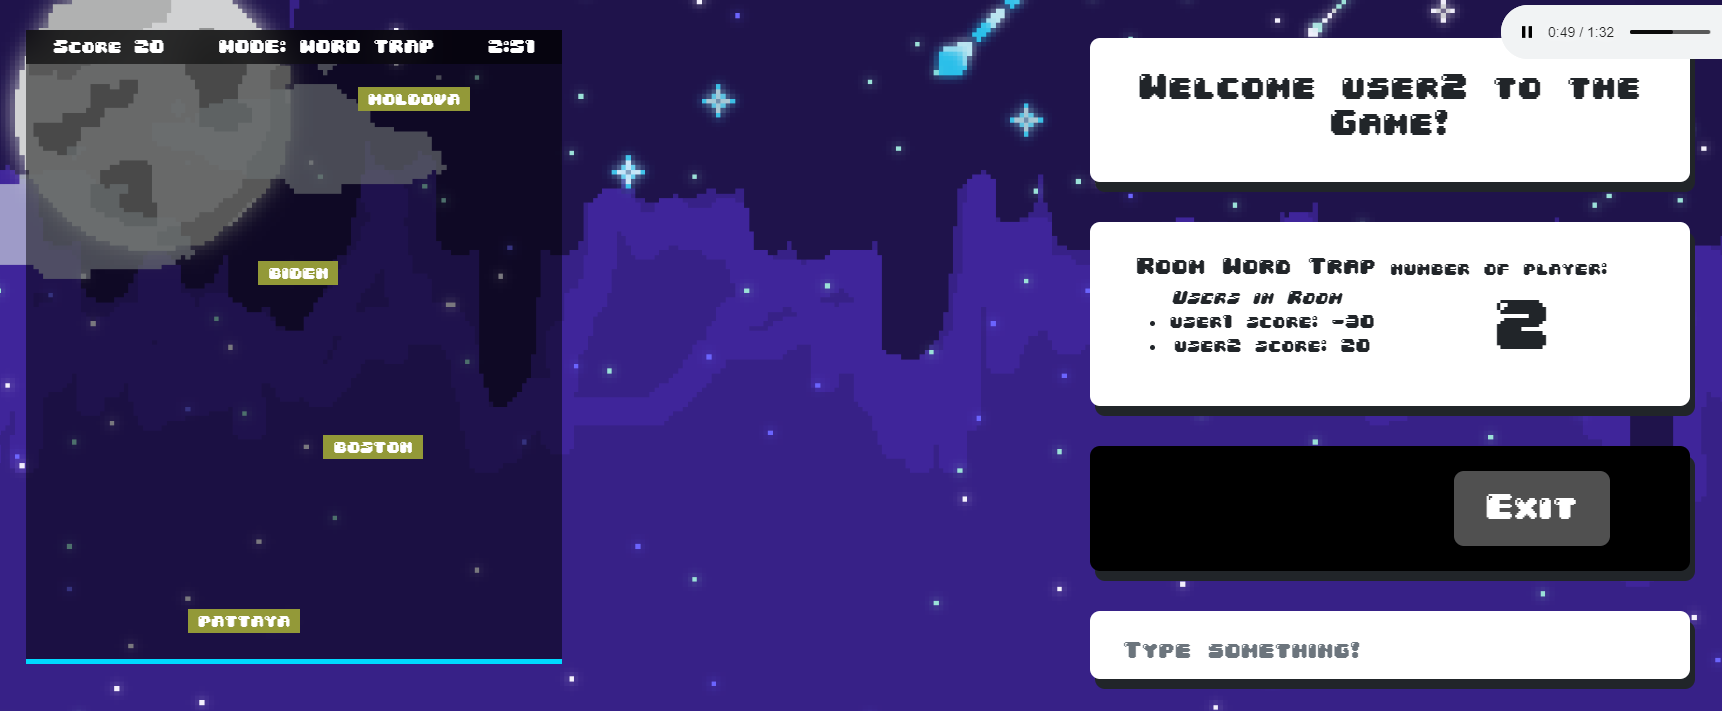 Score 20 MODE: WORD TRAP 2:51
MOLDOVA
BIDEN
BOSTON
PATTAYA
0:49 / 1:32
Welcome user2 to the
Game!
Room Word Trap number of player:
Users in Room
2
• user1 score: -30
• user2 score: 20
Exit
Type something!